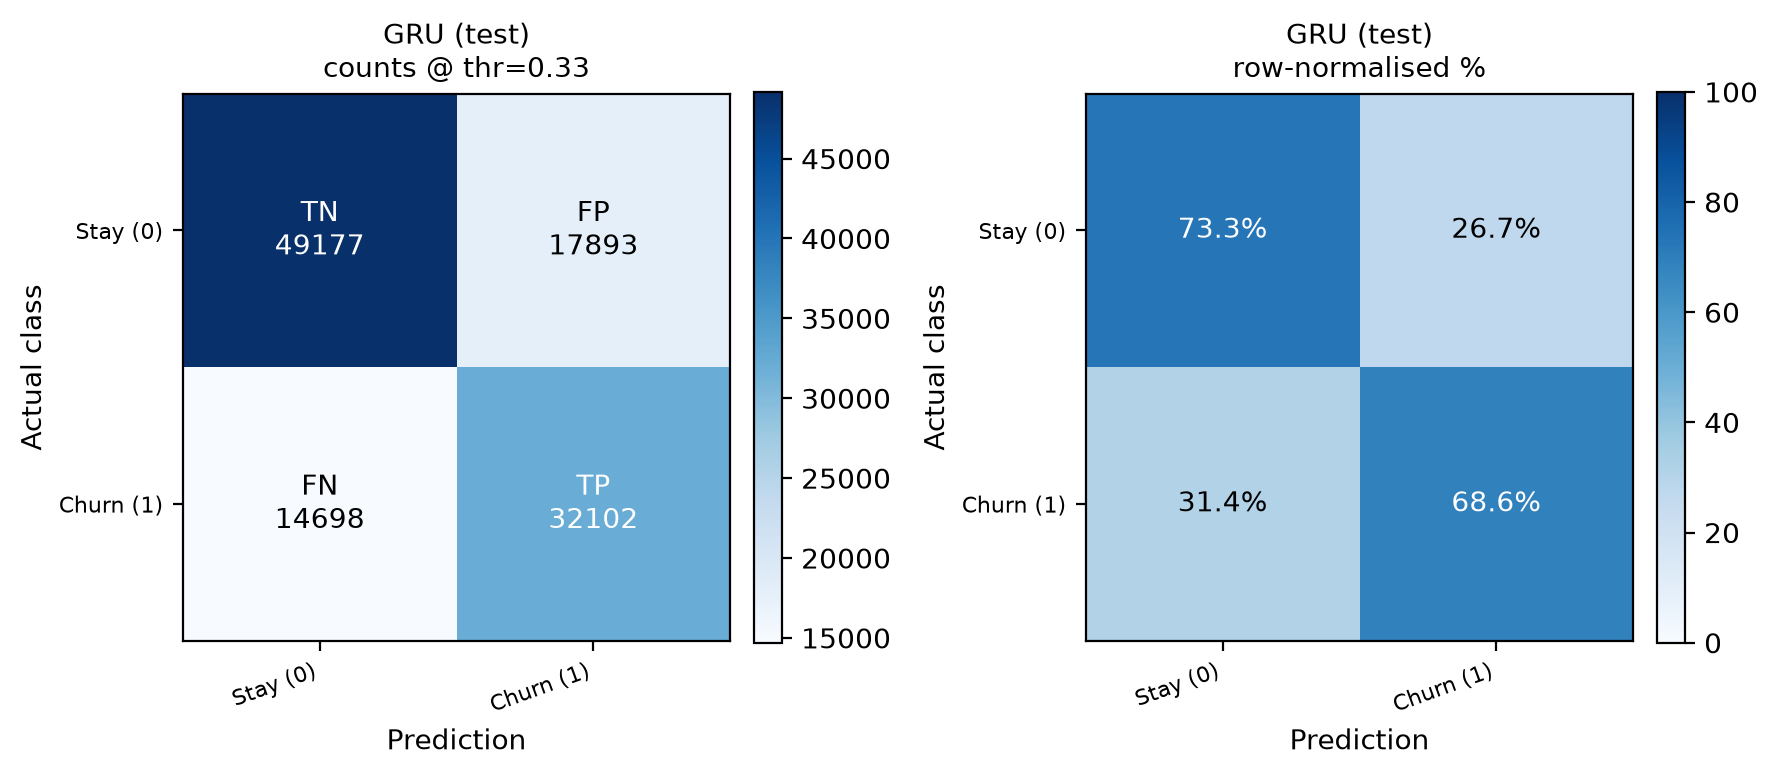 GRU (test)
counts @ thr=0.33
TN
49177
FP
17893
FN
14698
TP
32102
Stay (0)
Churn (1)
Actual class
Stay (0)
Churn (1)
Prediction
45000
40000
35000
30000
25000
20000
15000
GRU (test)
row-normalised %
73.3%
26.7%
31.4%
68.6%
Stay (0)
Churn (1)
Actual class
Stay (0)
Churn (1)
Prediction
100
80
60
40
20
0